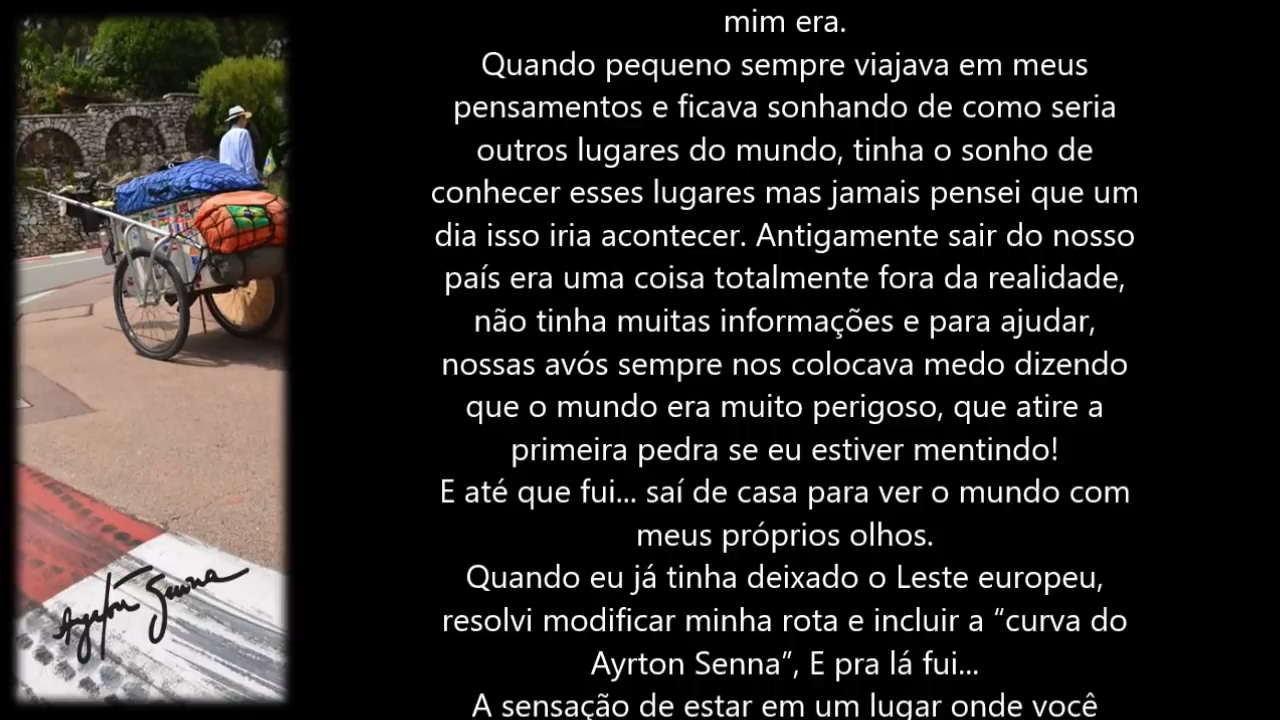 mim era.
Quando pequeno sempre viajava em meus
pensamentos e ficava sonhando de como seria
outros lugares do mundo, tinha o sonho de
conhecer esses lugares mas jamais pensei que um
dia isso iria acontecer. Antigamente sair do nosso
país era uma coisa totalmente fora da realidade,
não tinha muitas informações e para ajudar,
nossas avós sempre nos colocava medo dizendo
que o mundo era muito perigoso, que atire a
primeira pedra se eu estiver mentindo!
E até que fui... saí de casa para ver o mundo com
meus próprios olhos.
Quando eu já tinha deixado o Leste europeu,
resolvi modificar minha rota e incluir a “curva do
Ayrton Senna”, E pra lá fui...
A sensação de estar em um lugar onde você
Ayrton Senna